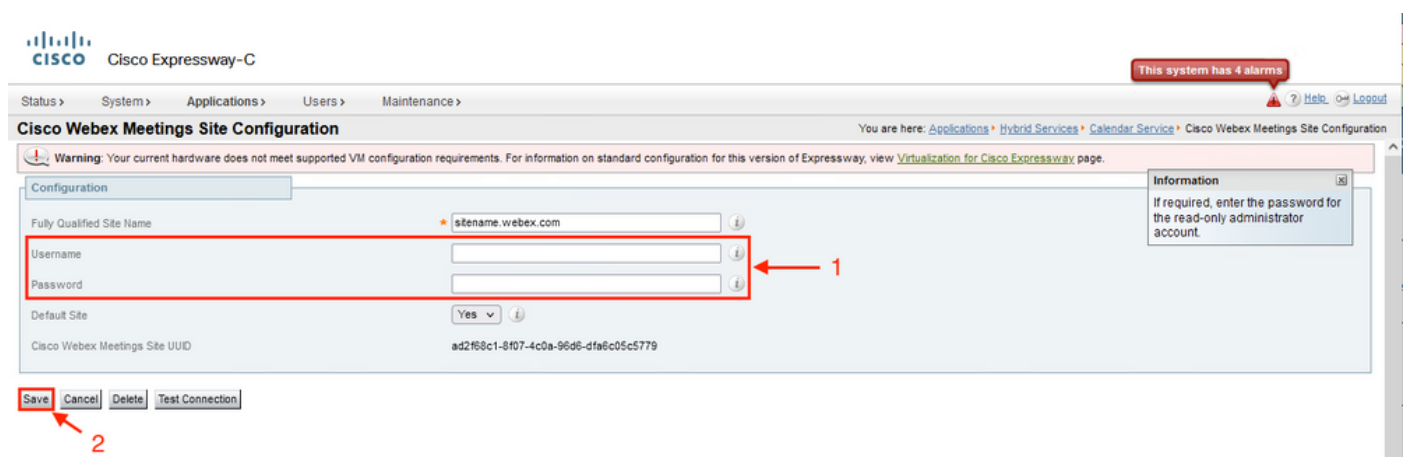 CISCO Cisco Expressway-C
This system has 4 alarms
Status > System > Applications > Users > Maintenance > Help Logout
Cisco Webex Meetings Site Configuration You are here: Applications Hybrid Services Calendar Service Cisco Webex Meetings Site Configuration
Warning: Your current hardware does not meet supported VM configuration requirements. For information on standard configuration for this version of Expressway, view Virtualization for Cisco Expressway page.
Configuration
Information
If required, enter the password for
the read-only administrator
account.
Fully Qualified Site Name * sitename.webex.com
Username
1
Password
Default Site Yes
Cisco Webex Meetings Site UUID ad2f68c1-8f07-4c0a-96d6-dfa6c05c5779
Save Cancel Delete Test Connection
2